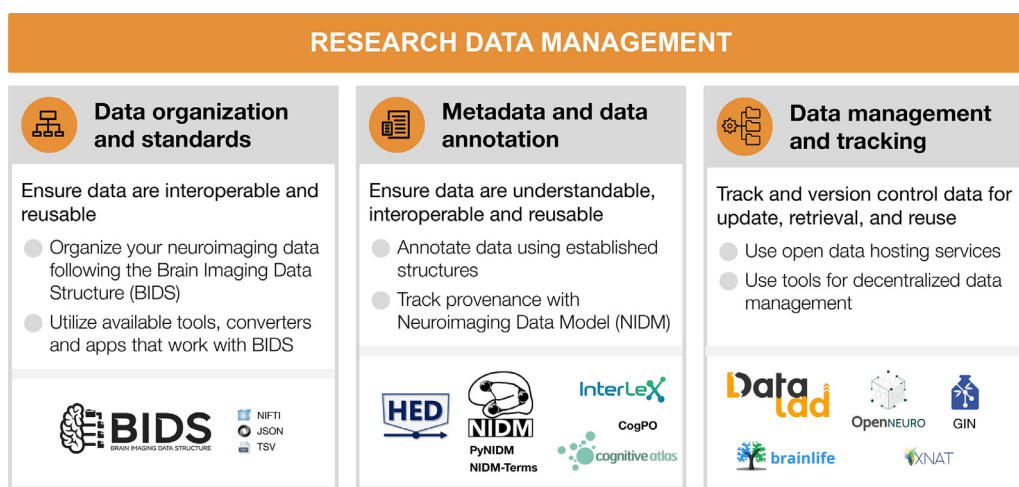 RESEARCH DATA MANAGEMENT
Data organization
and standards
Ensure data are interoperable and
reusable
Organize your neuroimaging data
following the Brain Imaging Data
Structure (BIDS)
Utilize available tools, converters
and apps that work with BIDS
BIDS
BRAIN IMAGING DATA STRUCTURE
NIFTI
JSON
TSV
Metadata and data
annotation
Ensure data are understandable,
interoperable and reusable
Annotate data using established
structures
Track provenance with
Neuroimaging Data Model (NIDM)
HED
NIDM
PyNIDM
NIDM-Terms
InterLeX
CogPO
cognitive atlas
Data management
and tracking
Track and version control data for
update, retrieval, and reuse
Use open data hosting services
Use tools for decentralized data
management
Data
lad
OpenNEURO
GIN
brainlife
XNAT